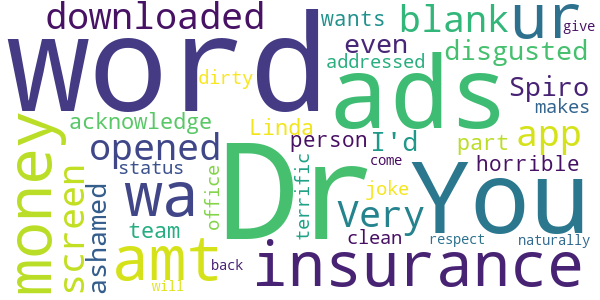 downloaded
wants
blank
ur
give
word
even
disgusted
addressed
ads
dirty
Spiro
makes
acknowledge
Linda
person
I'd
part
app
opened
money
screen
status
wa
office
Dr
terrific
come
You
horrible
ashamed
joke
Very
team
clean
respect
naturally
amt
back
insurance
will